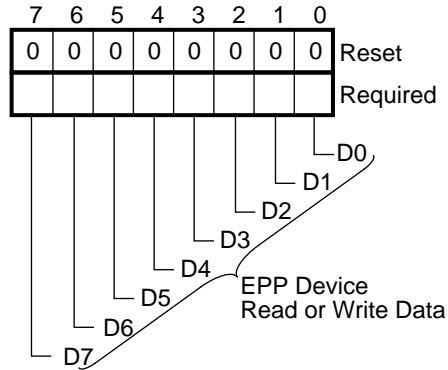 7 6 5 4 3 2 1 0
0 0 0 0 0 0 0 0 Reset
Required
D0
D1
D2
D3
D4
D5
D6
D7
EPP Device
Read or Write Data